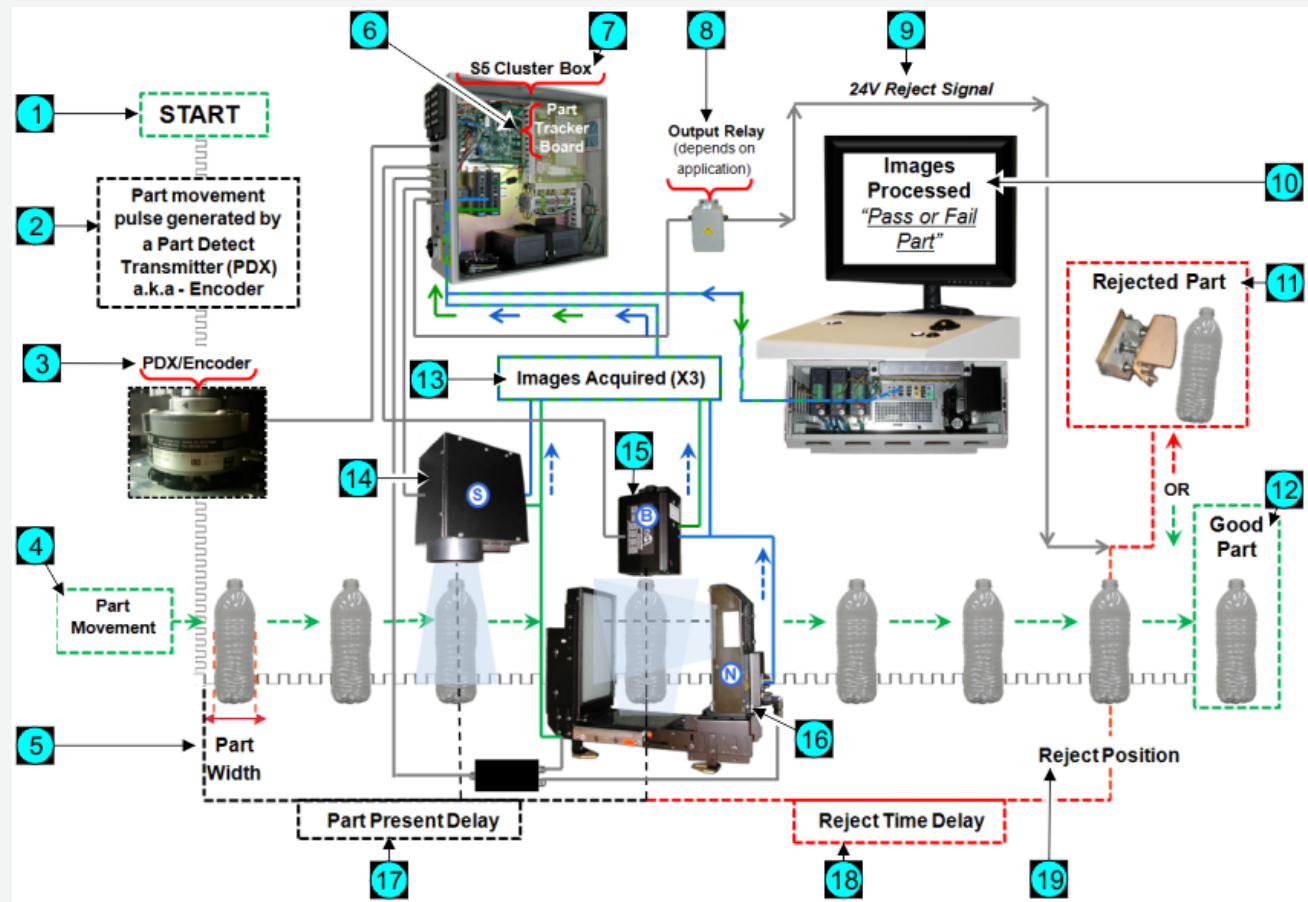 6
7
8
9
S5 Cluster Box
24V Reject Signal
1
START
Part
Tracker
Board
Output Relay
(depends on
application)
Images
Processed
"Pass or Fail
Part"
10
2
Part movement
pulse generated by
a Part Detect
Transmitter (PDX)
a.k.a - Encoder
Rejected Part
11
3
PDX/Encoder
13
Images Acquired (X3)
14
S
15
B
OR
12
Good
Part
4
Part
Movement
N
5
Part
Width
16
Reject Position
Part Present Delay
Reject Time Delay
17
18
19